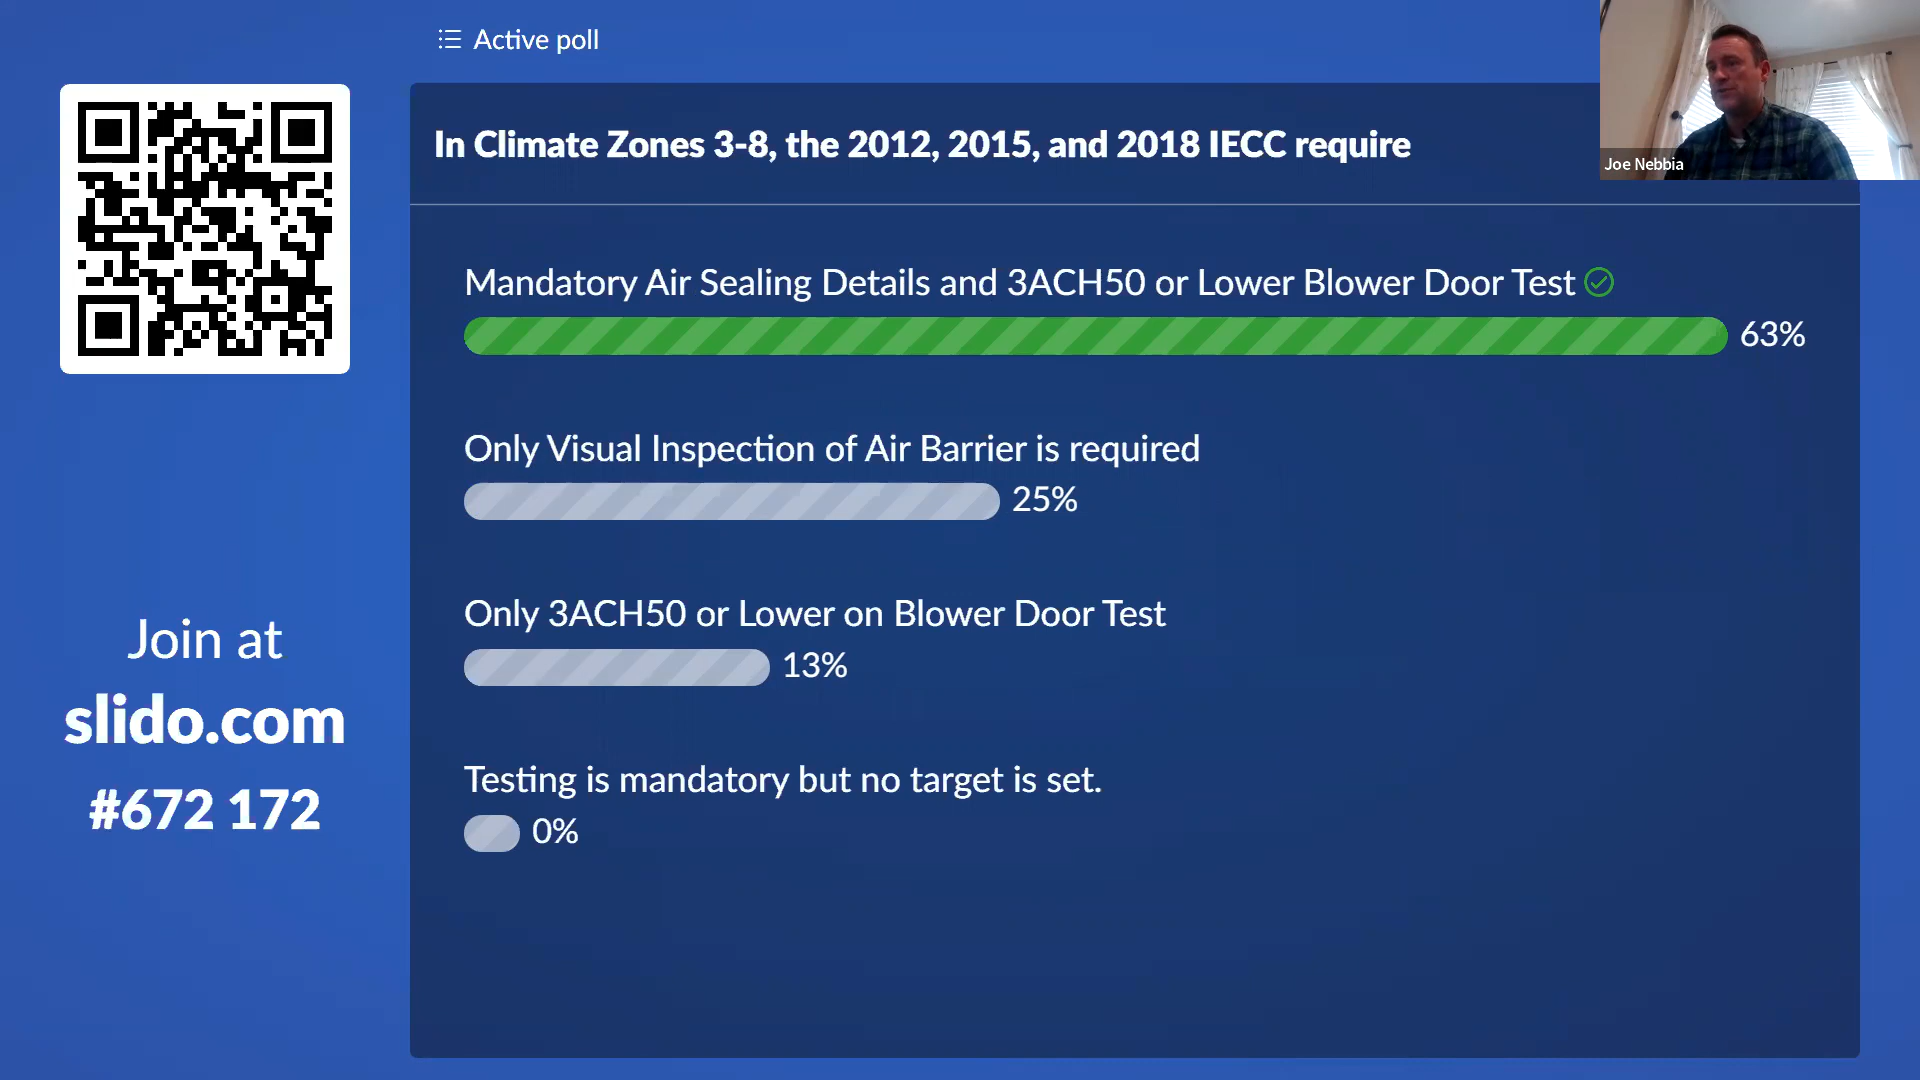 Active poll
Joe Nebbia
In Climate Zones 3-8, the 2012, 2015, and 2018 IECC require
Mandatory Air Sealing Details and 3ACH50 or Lower Blower Door Test
63%
Only Visual Inspection of Air Barrier is required
25%
Only 3ACH50 or Lower on Blower Door Test
13%
Testing is mandatory but no target is set.
0%
Join at
slido.com
#672 172